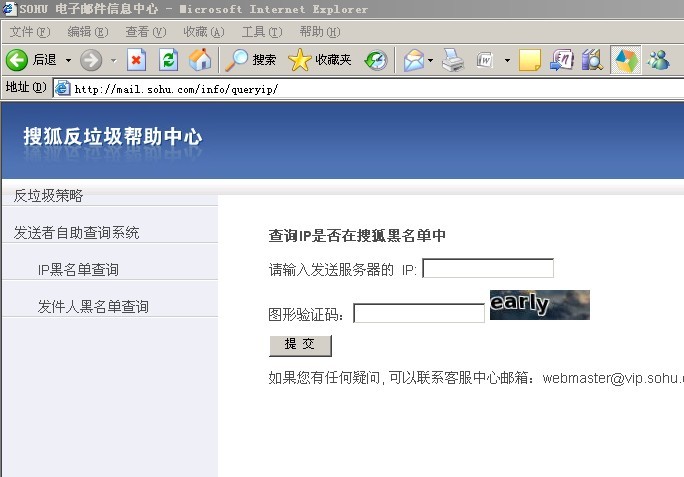 SOHU 电子邮件信息中心 - Microsoft Internet Explorer
文件(F) 编辑(E) 查看(V) 收藏(A) 工具(T) 帮助(H)
后退 搜索 收藏夹
地址(D) http://mail.sohu.com/info/queryip/
搜狐反垃圾帮助中心
反垃圾策略
发送者自助查询系统
IP黑名单查询
发件人黑名单查询
查询IP是否在搜狐黑名单中
请输入发送服务器的 IP:
图形验证码： early
提 交
如果您有任何疑问, 可以联系客服中心邮箱：webmaster@vip.sohu.